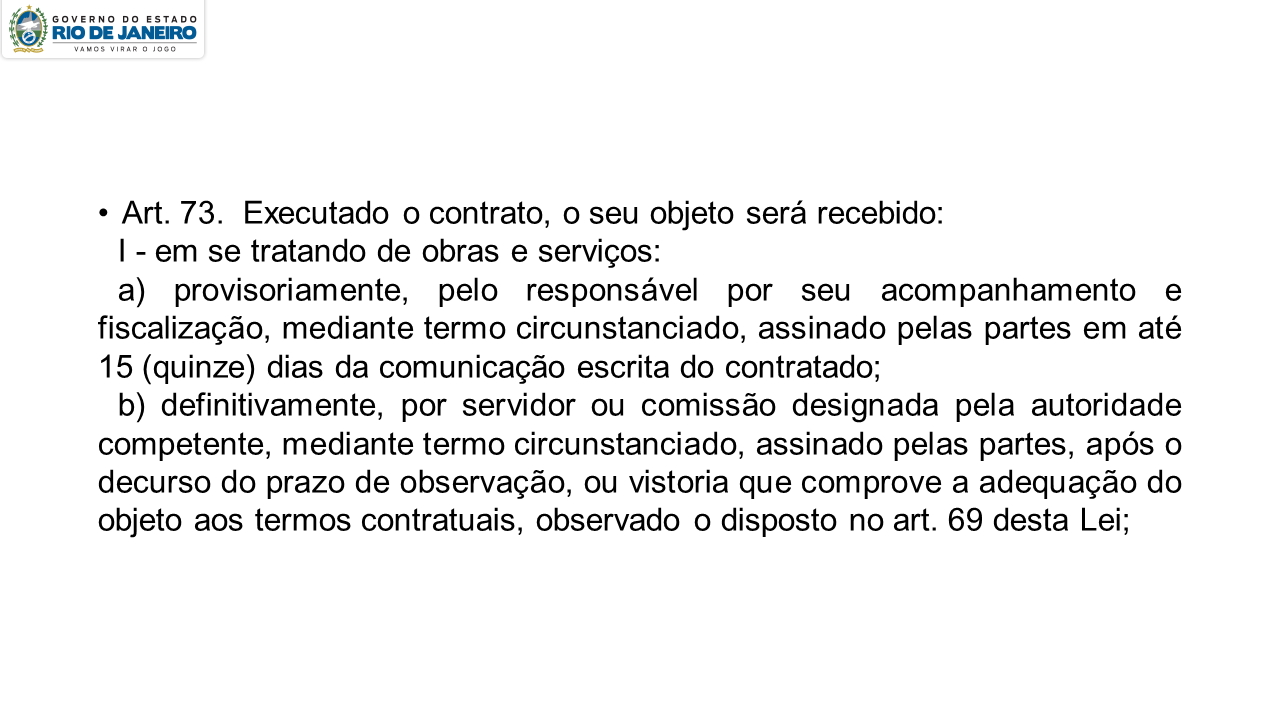 GOVERNO DO ESTADO
RIO DE JANEIRO
VAMOS VIRAR O JOGO
• Art. 73. Executado o contrato, o seu objeto será recebido:
I - em se tratando de obras e serviços:
a) provisoriamente, pelo responsável por seu acompanhamento e
fiscalização, mediante termo circunstanciado, assinado pelas partes em até
15 (quinze) dias da comunicação escrita do contratado;
b) definitivamente, por servidor ou comissão designada pela autoridade
competente, mediante termo circunstanciado, assinado pelas partes, após o
decurso do prazo de observação, ou vistoria que comprove a adequação do
objeto aos termos contratuais, observado o disposto no art. 69 desta Lei;